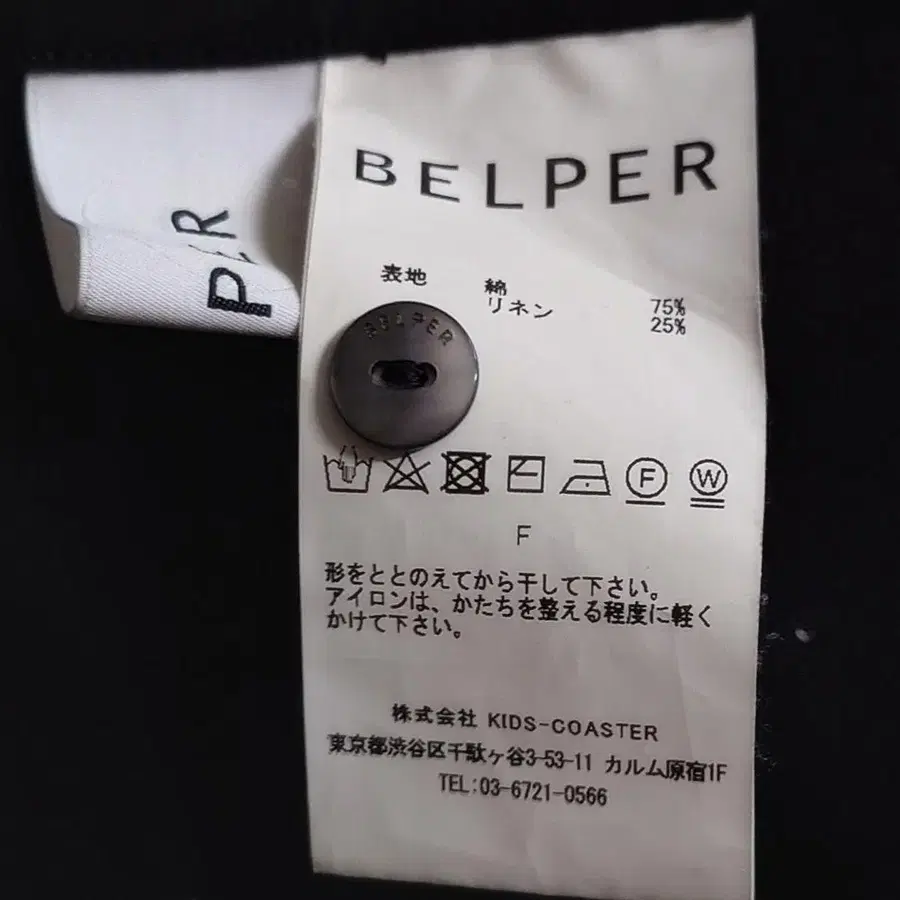 BELPER
PER
表地 綿 75%
リネン 25%
BELPER
F W
F
形をととのえてから干して下さい。
アイロンは、かたちを整える程度に軽く
かけて下さい。
株式会社 KIDS-COASTER
東京都渋谷区千駄ヶ谷3-53-11 カルム原宿1F
TEL:03-6721-0566